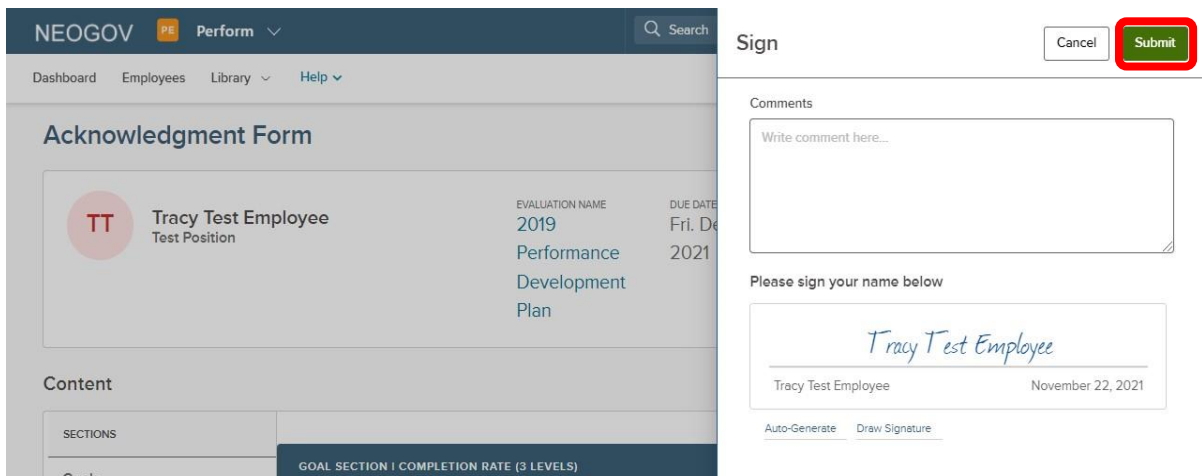 NEOGOV PE Perform
Search
Dashboard Employees Library Help
Acknowledgment Form
TT
Tracy Test Employee
Test Position
EVALUATION NAME
2019
Performance
Development
Plan
DUE DATE
Fri.
2021
Content
SECTIONS
GOAL SECTION | COMPLETION RATE (3 LEVELS)
Sign
Cancel
Submit
Comments
Write comment here...
Please sign your name below
Tracy Test Employee
Tracy Test Employee November 22, 2021
Auto-Generate Draw Signature